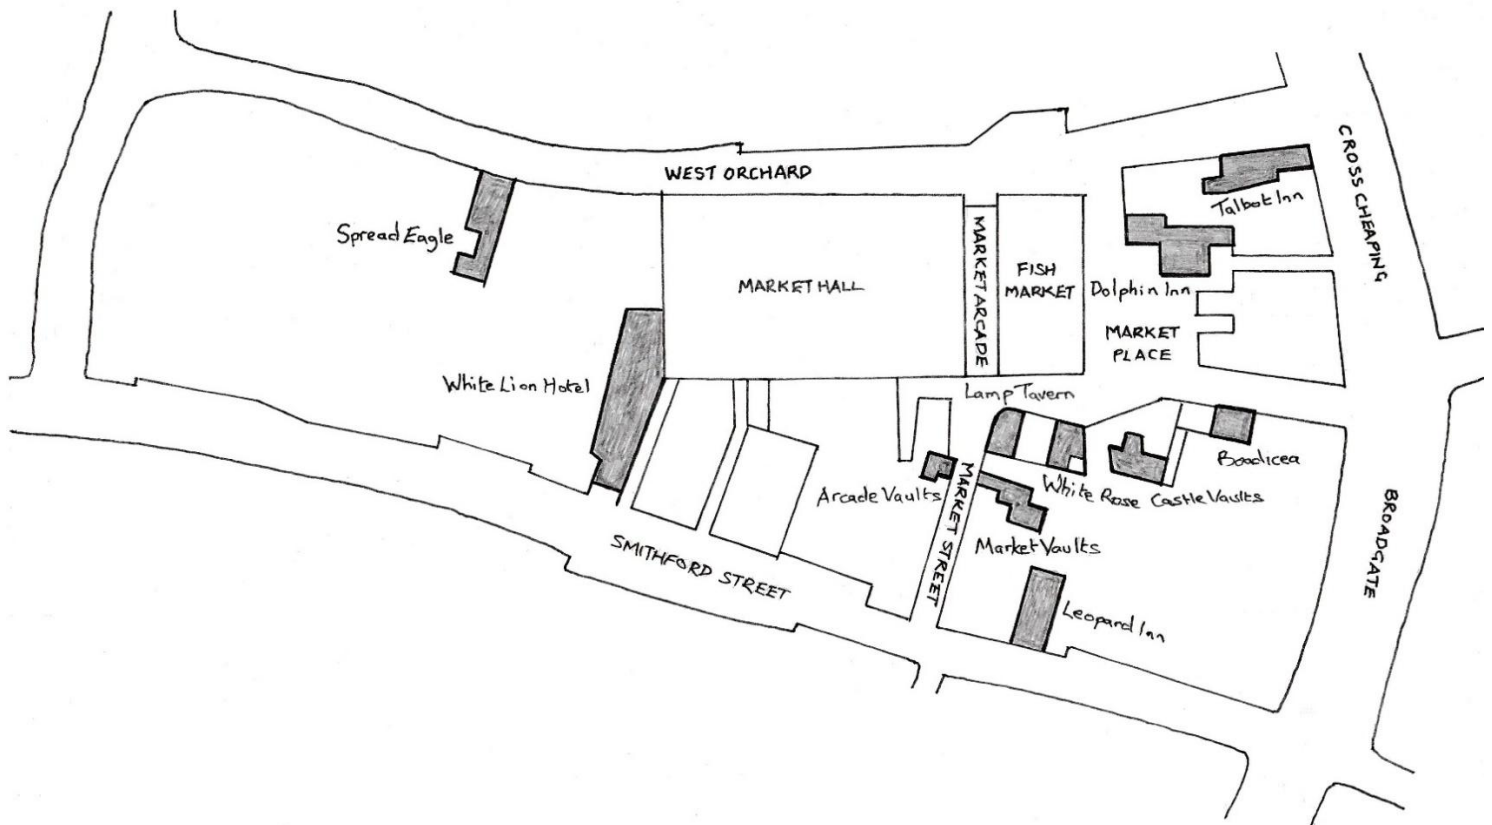 WEST ORCHARD
CROSS CHEAPING
Talbot Inn
Spread Eagle
MARKET HALL
MARKET ARCADE
FISH
MARKET
Dolphin Inn
MARKET
PLACE
White Lion Hotel
Lamp Tavern
Boadicea
Arcade Vaults
MARKET STREET
White Rose
Castle Vaults
BROADGATE
Market Vaults
SMITHFORD STREET
Leopard Inn